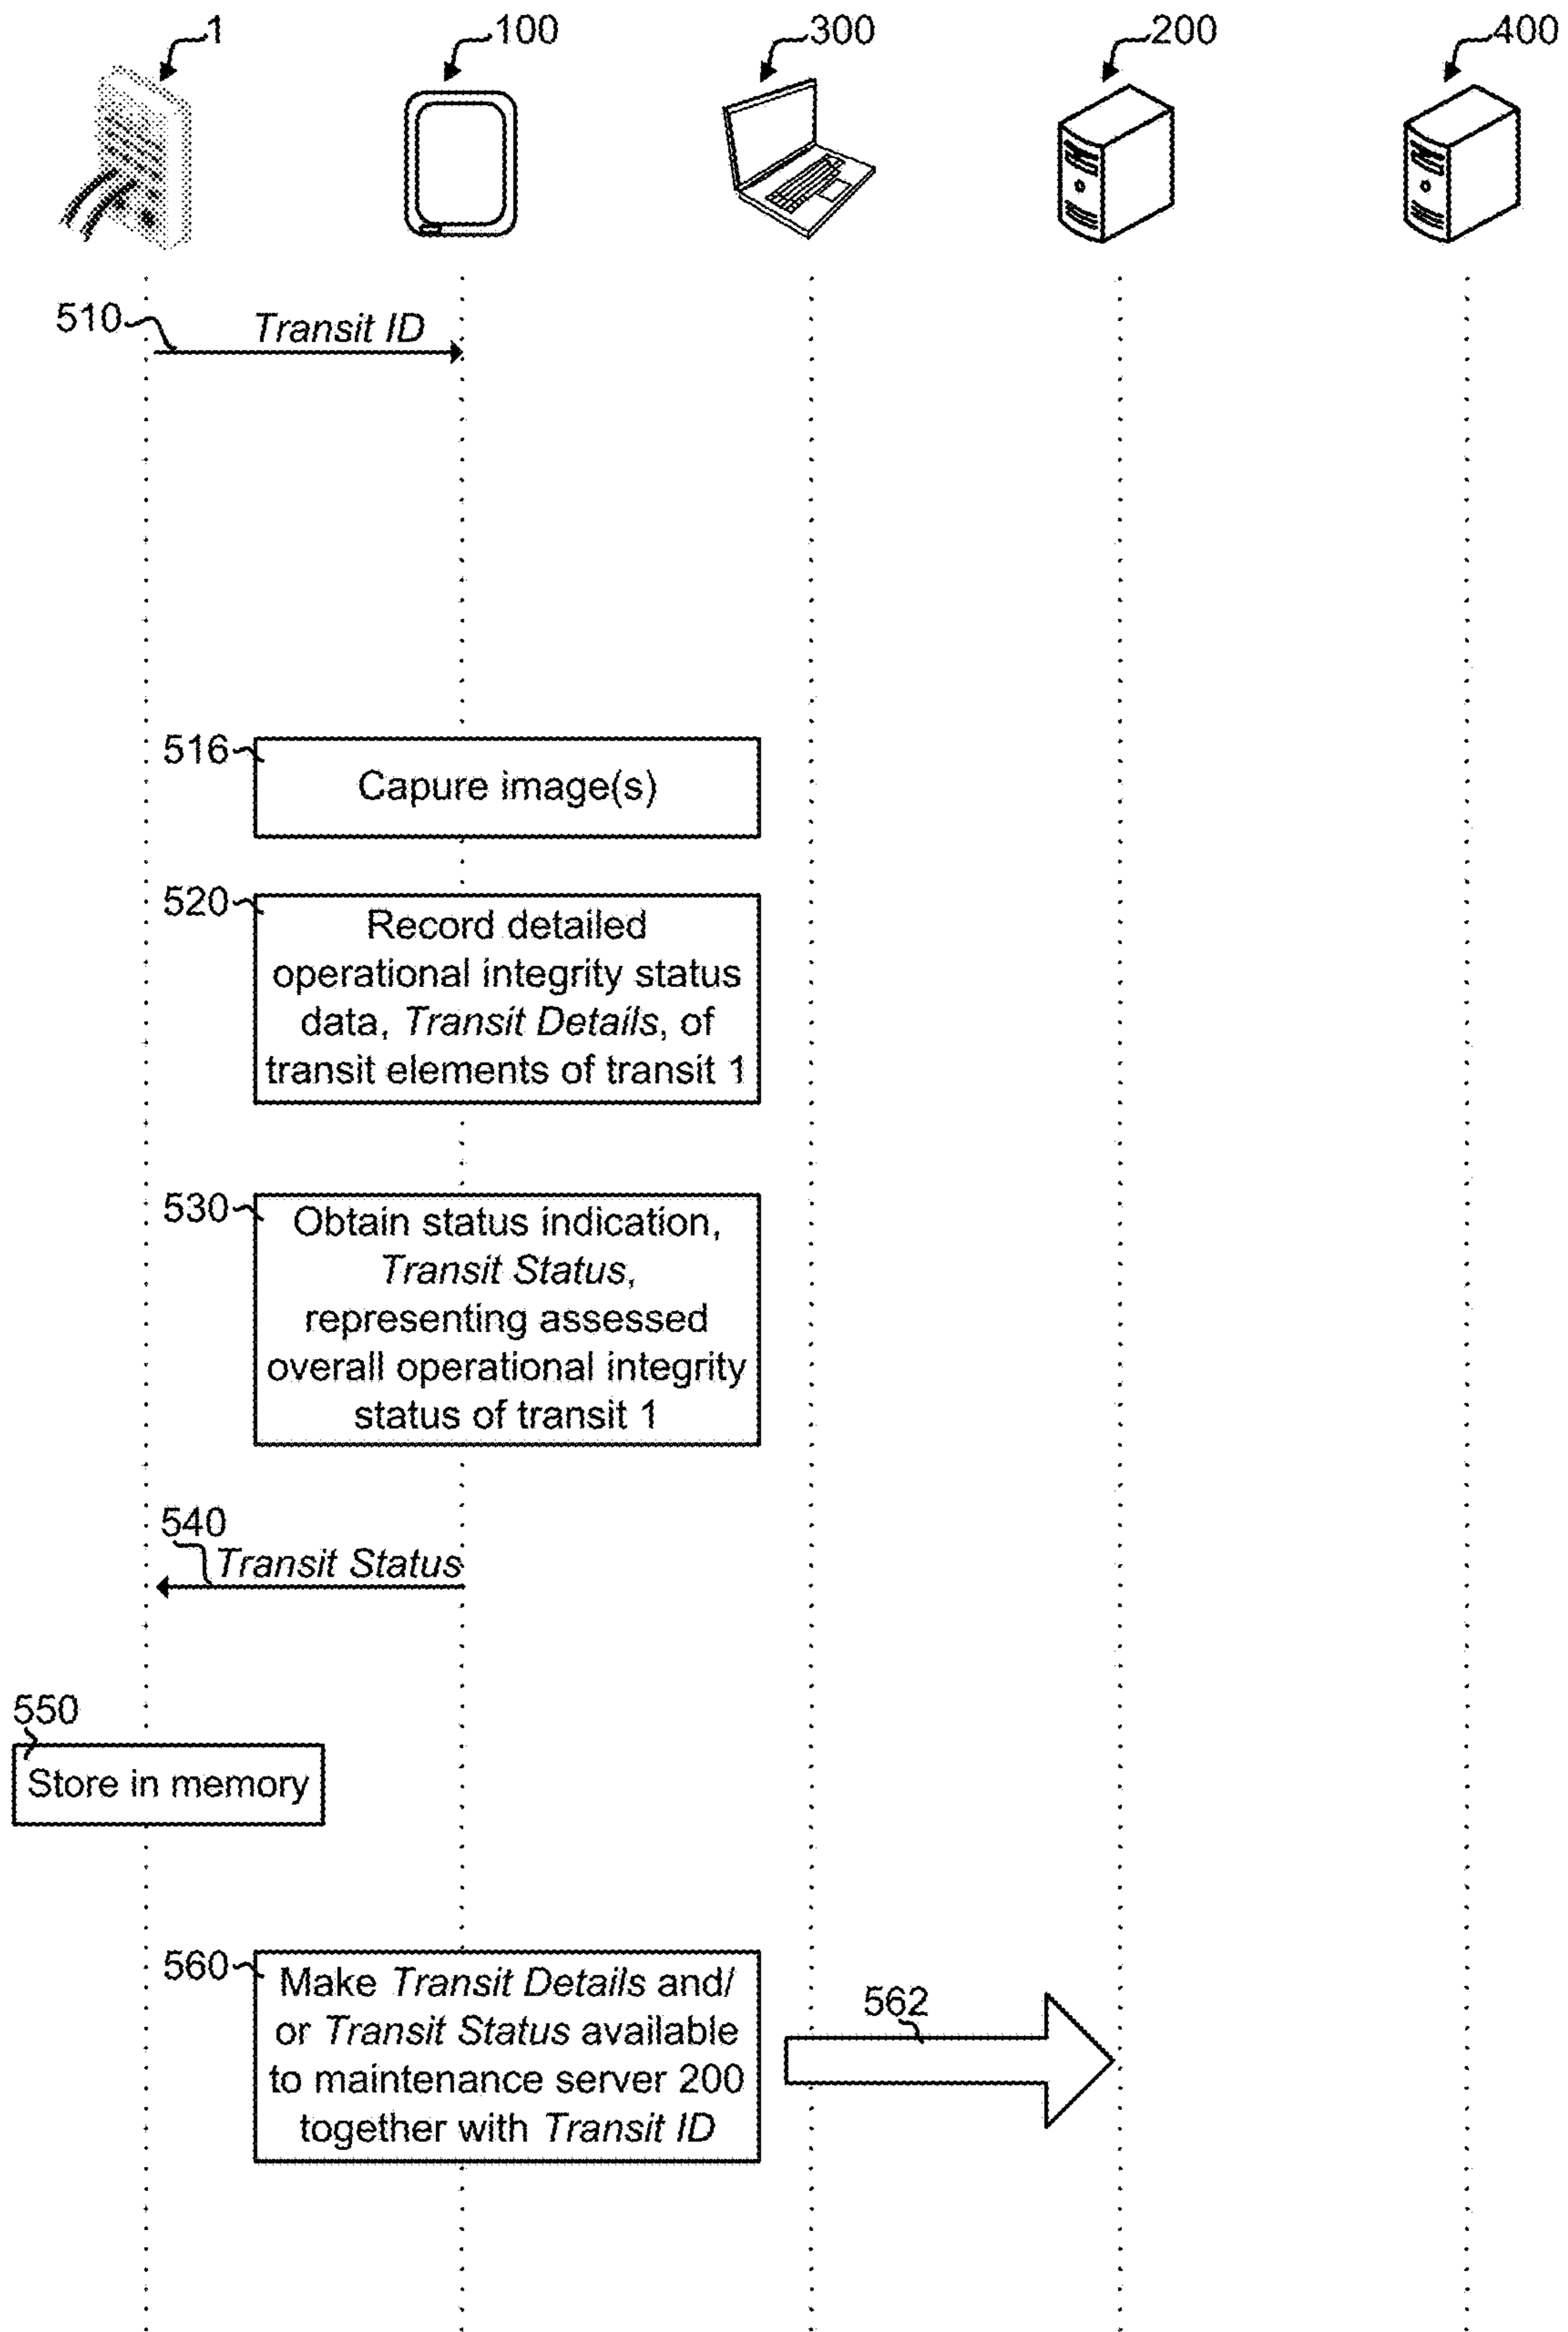 1
100
300
200
400
510
Transit ID
516
Capure image(s)
520
Record detailed
operational integrity status
data, Transit Details, of
transit elements of transit 1
530
Obtain status indication,
Transit Status,
representing assessed
overall operational integrity
status of transit 1
540
Transit Status
550
Store in memory
560
Make Transit Details and/
or Transit Status available
to maintenance server 200
together with Transit ID
562